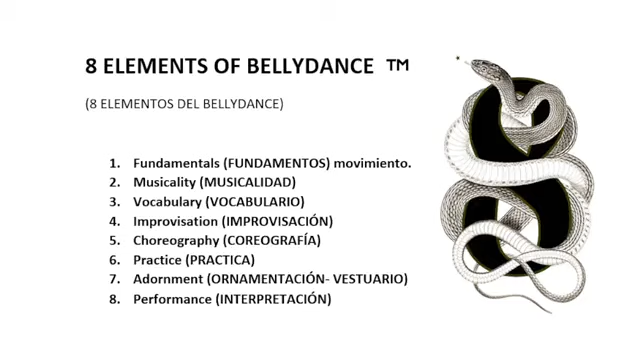 8 ELEMENTS OF BELLYDANCE ™
(8 ELEMENTOS DEL BELLYDANCE)
1. Fundamentals (FUNDAMENTOS) movimiento.
2. Musicality (MUSICALIDAD)
3. Vocabulary (VOCABULARIO)
4. Improvisation (IMPROVISACIÓN)
5. Choreography (COREOGRAFÍA)
6. Practice (PRACTICA)
7. Adornment (ORNAMENTACIÓN- VESTUARIO)
8. Performance (INTERPRETACIÓN)